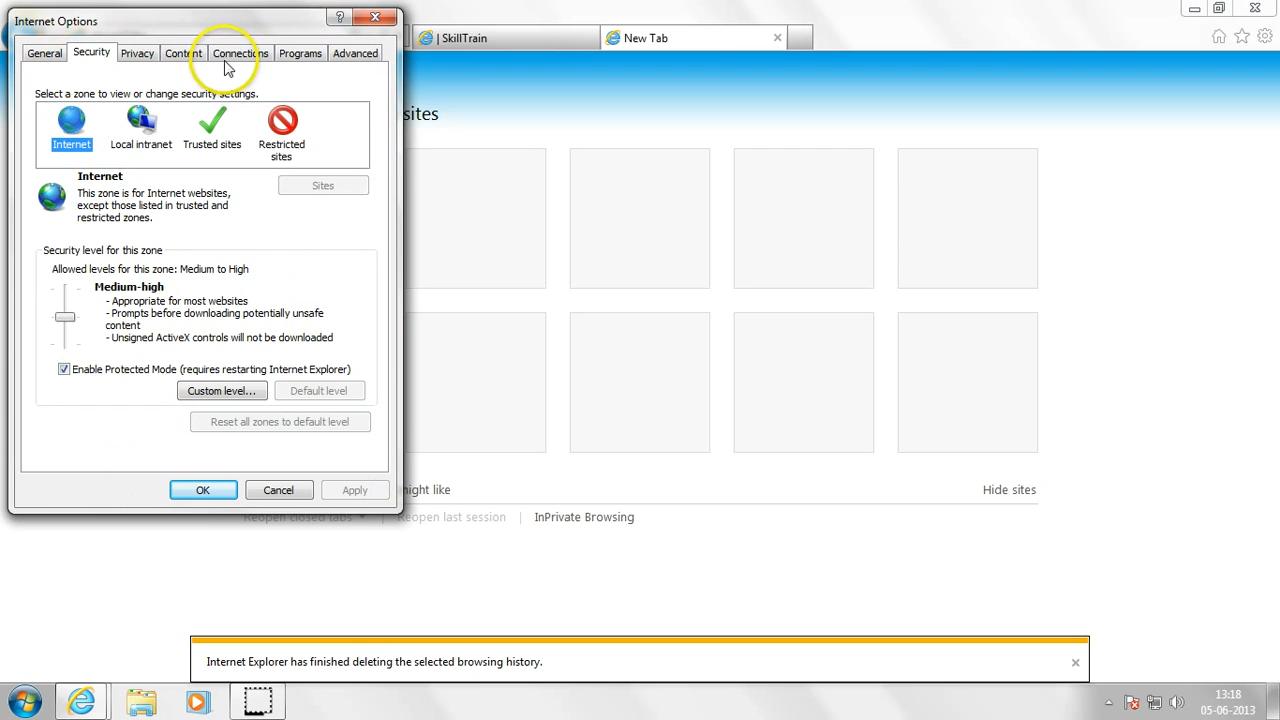 Internet Options
?
General Security Privacy Content Connections Programs Advanced
Select a zone to view or change security settings.
Internet
Local intranet
Trusted sites
Restricted
sites
Internet
This zone is for Internet websites,
except those listed in trusted and
restricted zones.
Sites
Security level for this zone
Allowed levels for this zone: Medium to High
Medium-high
- Appropriate for most websites
- Prompts before downloading potentially unsafe
content
- Unsigned ActiveX controls will not be downloaded
Enable Protected Mode (requires restarting Internet Explorer)
Custom level...
Default level
Reset all zones to default level
OK
Cancel
Apply
| SkillTrain
New Tab
sites
might like
Hide sites
Reopen closed tabs
Reopen last session
InPrivate Browsing
Internet Explorer has finished deleting the selected browsing history.
13:18
05-06-2013